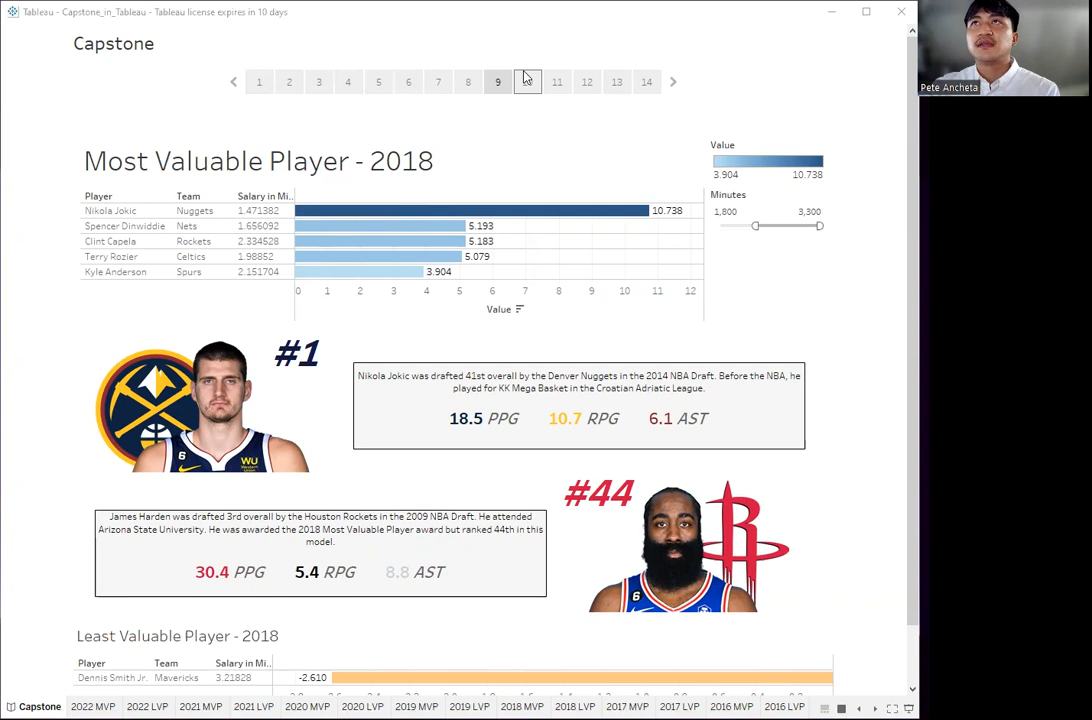 Tableau - Capstone_in_Tableau - Tableau license expires in 10 days
Pete Ancheta
Capstone
1 2 3 4 5 6 7 8 9 11 12 13 14
Most Valuable Player - 2018
Value
3.904 10.738
Minutes
1,800 3,300
Player Team Salary in Mi..
Nikola Jokic Nuggets 1.471382 10.738
Spencer Dinwiddie Nets 1.656092 5.193
Clint Capela Rockets 2.334528 5.183
Terry Rozier Celtics 1.98852 5.079
Kyle Anderson Spurs 2.151704 3.904
0 1 2 3 4 5 6 7 8 9 10 11 12
Value
#1
Nikola Jokic was drafted 41st overall by the Denver Nuggets in the 2014 NBA Draft. Before the NBA, he
played for KK Mega Basket in the Croatian Adriatic League.
18.5 PPG 10.7 RPG 6.1 AST
6 WU
#44
James Harden was drafted 3rd overall by the Houston Rockets in the 2009 NBA Draft. He attended
Arizona State University. He was awarded the 2018 Most Valuable Player award but ranked 44th in this
model.
30.4 PPG 5.4 RPG 8.8 AST
R
6
Least Valuable Player - 2018
Player Team Salary in Mi..
Dennis Smith Jr. Mavericks 3.21828 -2.610
Capstone 2022 MVP 2022 LVP 2021 MVP 2021 LVP 2020 MVP 2020 LVP 2019 MVP 2019 LVP 2018 MVP 2018 LVP 2017 MVP 2017 LVP 2016 MVP 2016 LVP